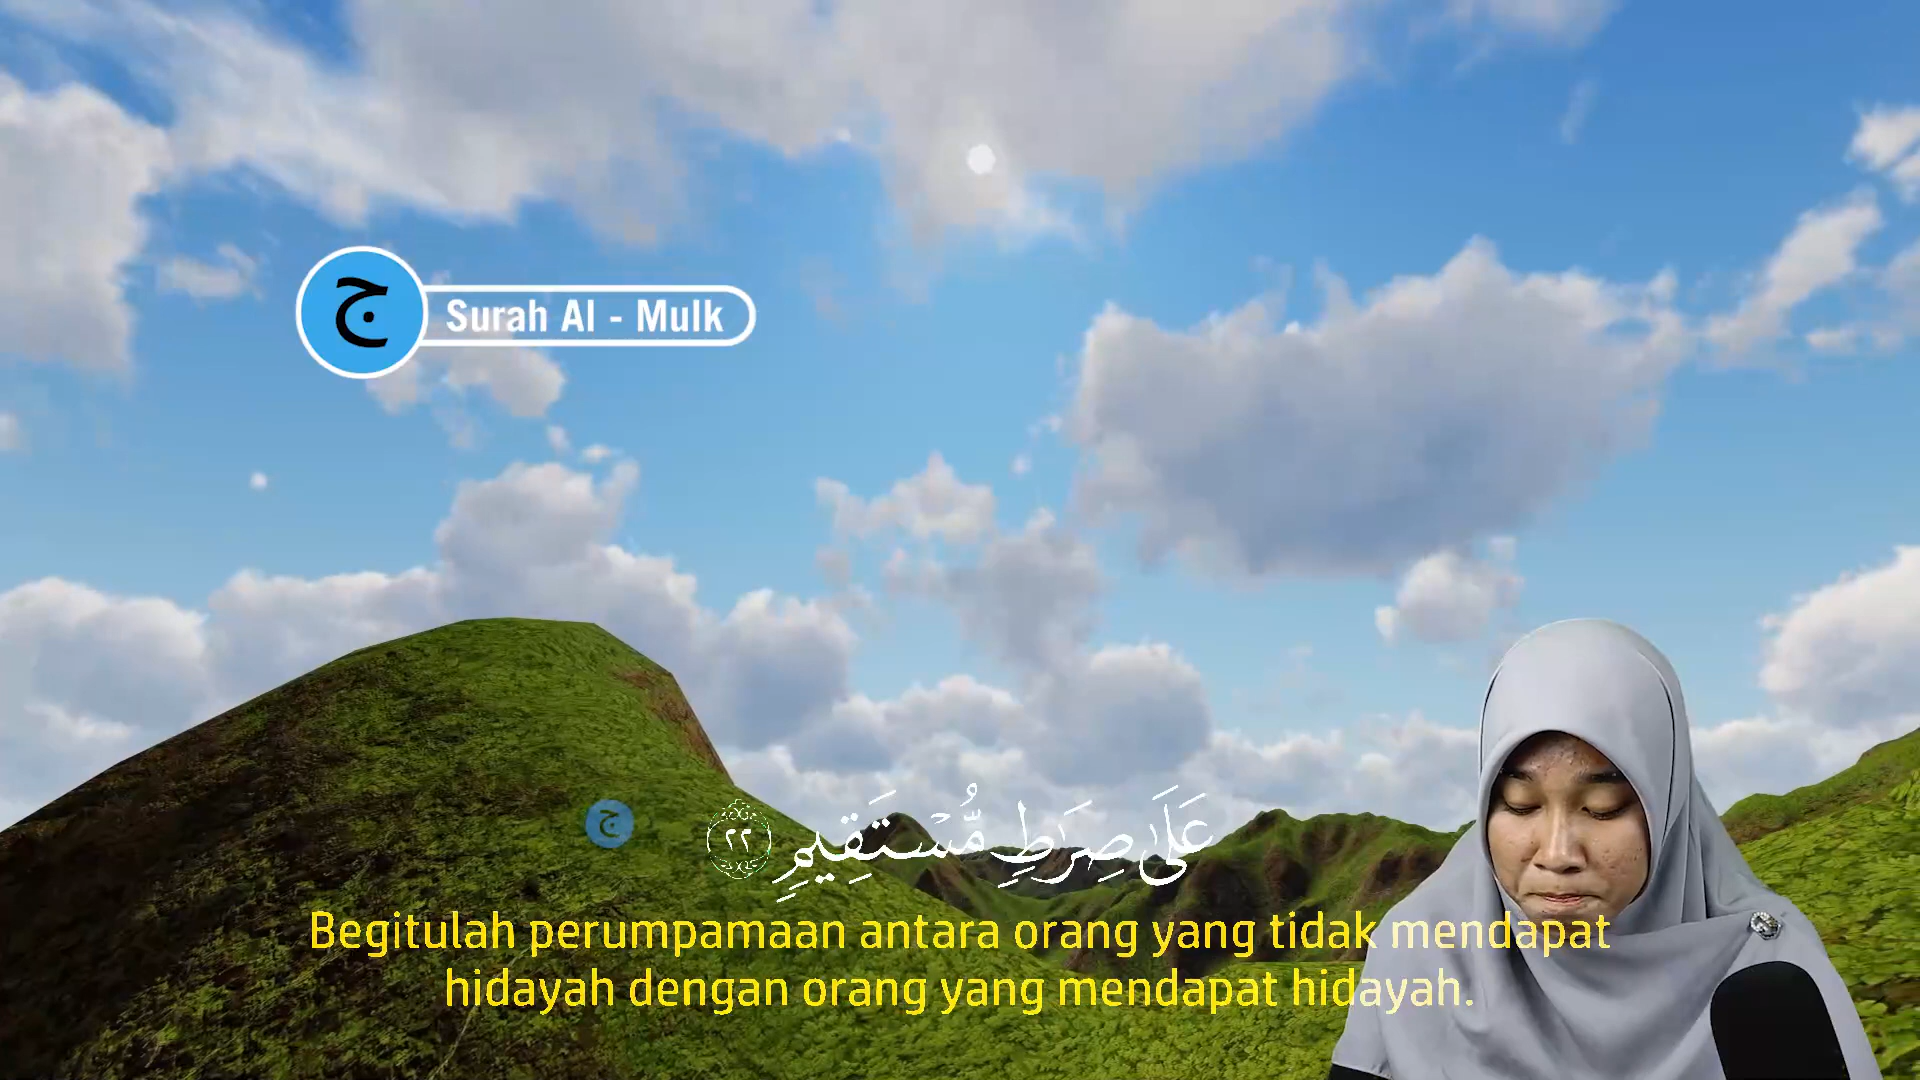 ج
Surah Al - Mulk
ج
عَلَىٰ صِرَٰطٍ مُّسْتَقِيمٍ ٢٢
Begitulah perumpamaan antara orang yang tidak mendapat
hidayah dengan orang yang mendapat hidayah.